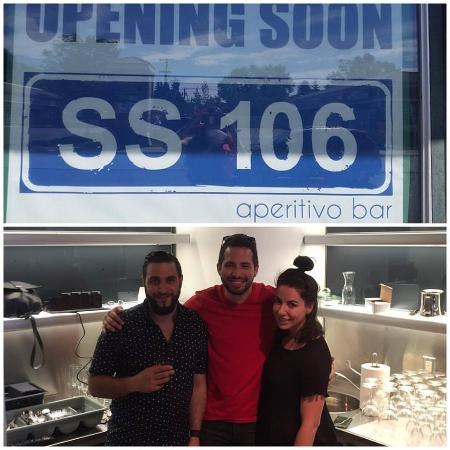 OPENING SOON
SS 106
aperitivo bar